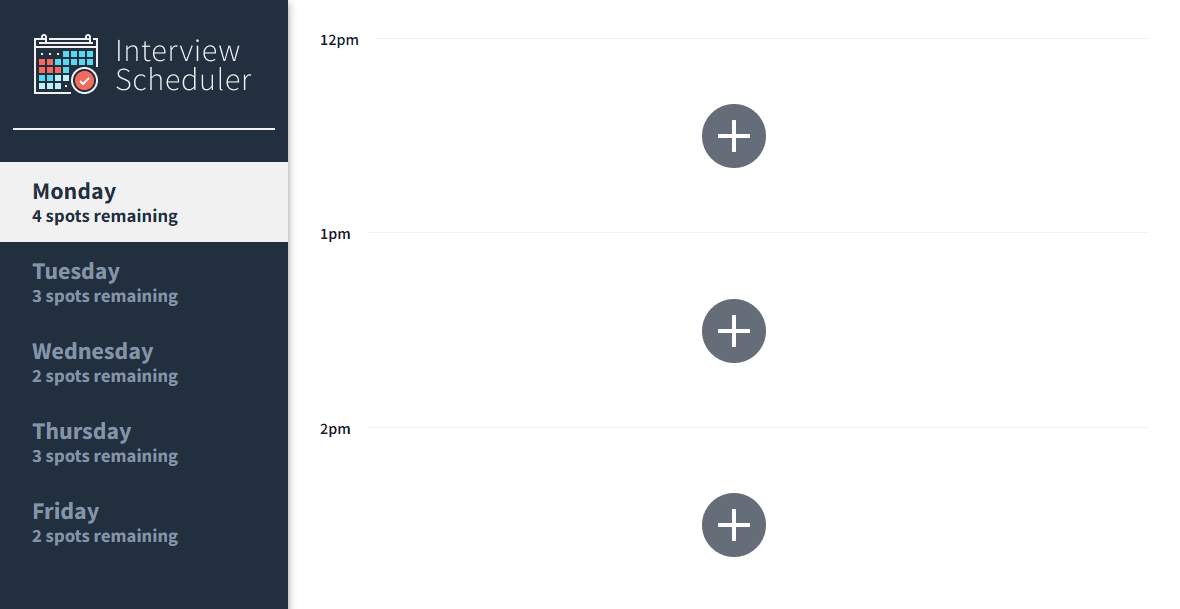 Interview
Scheduler
Monday
4 spots remaining
Tuesday
3 spots remaining
Wednesday
2 spots remaining
Thursday
3 spots remaining
Friday
2 spots remaining
12pm
1pm
2pm